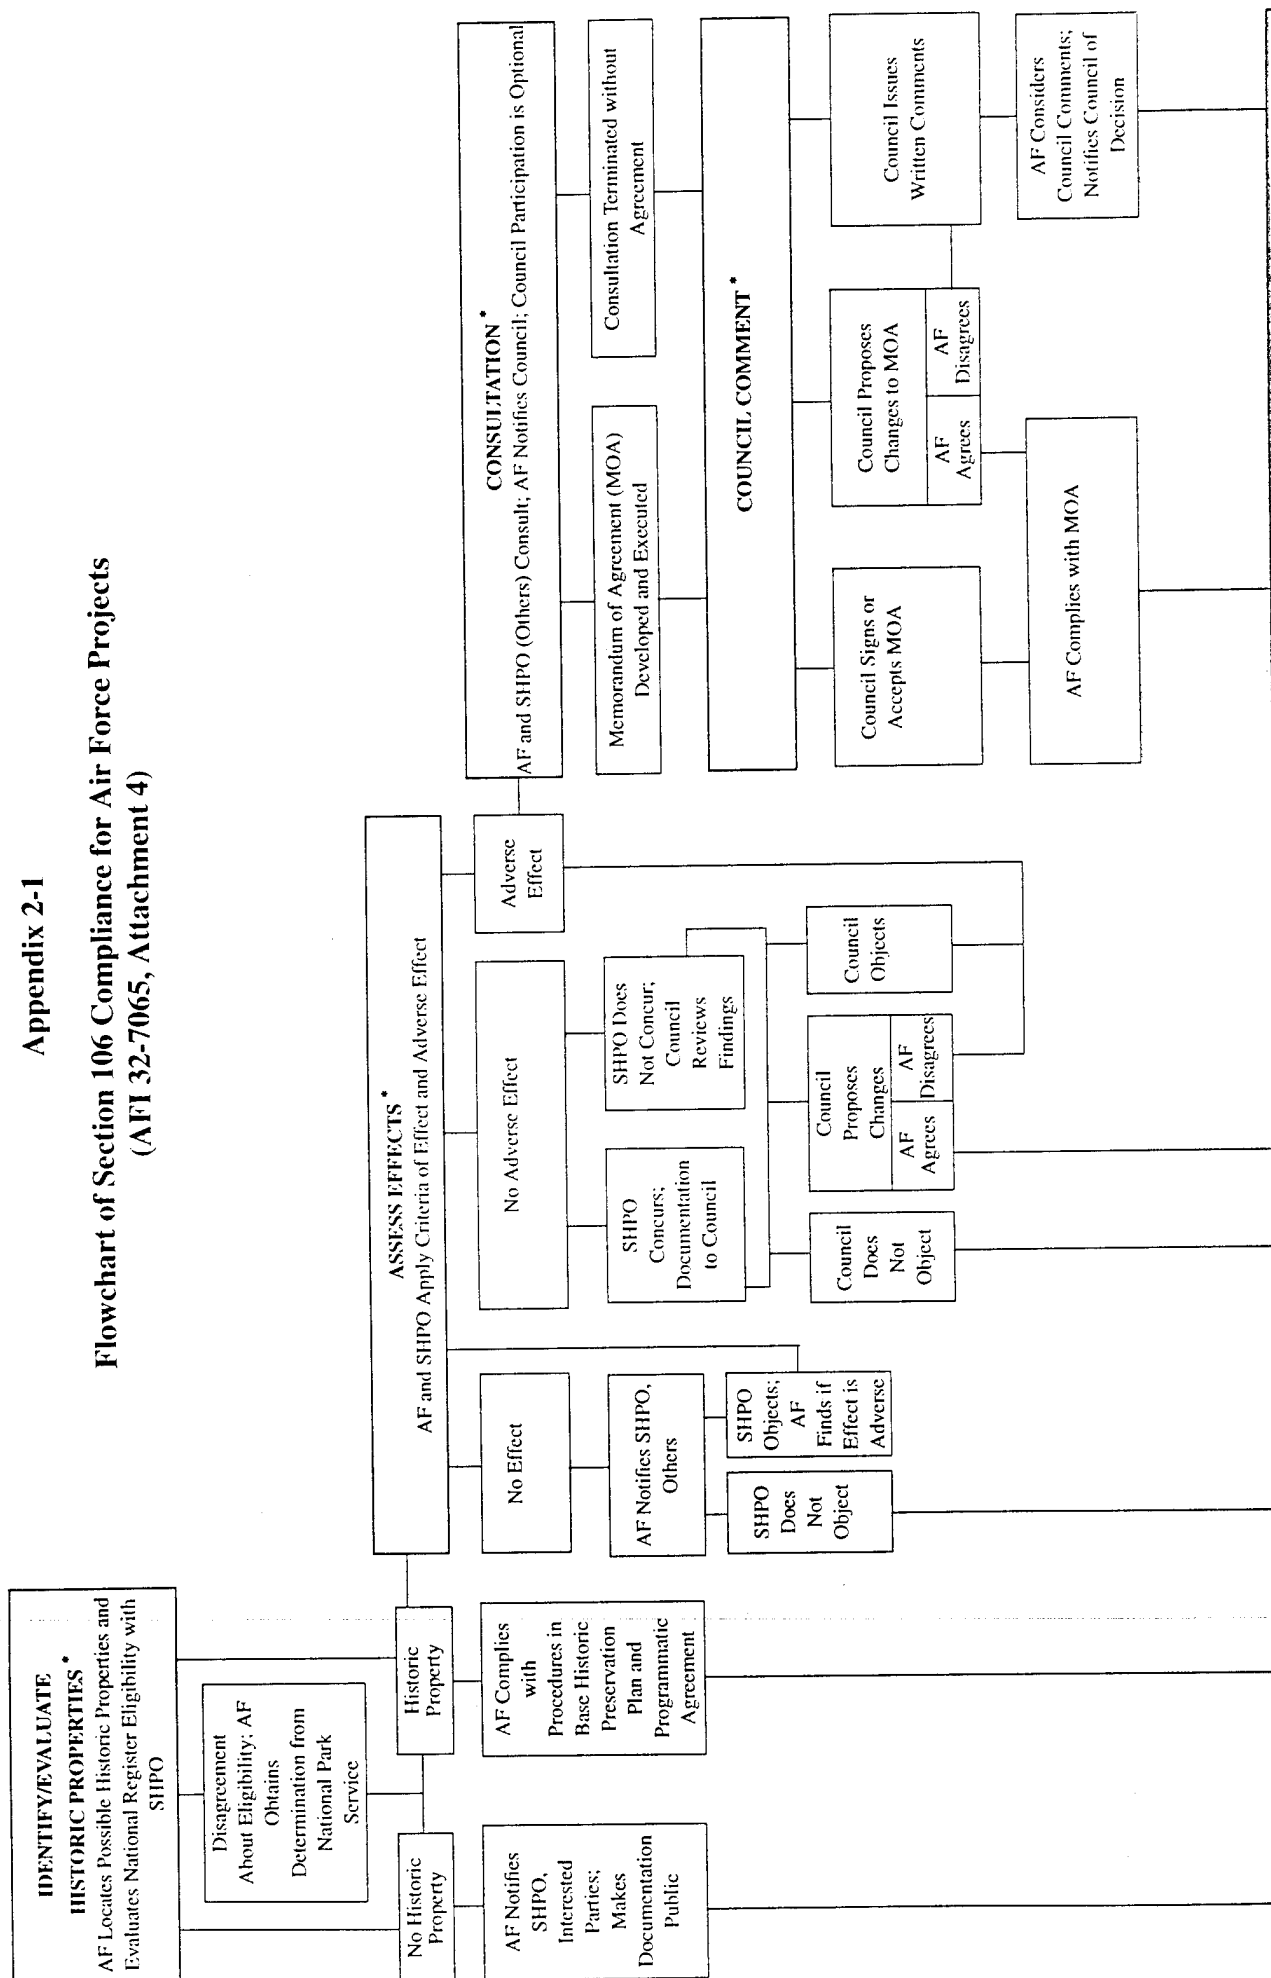 Appendix 2-1
Flowchart of Section 106 Compliance for Air Force Projects
(AFI 32-7065, Attachment 4)
IDENTIFY/EVALUATE
HISTORIC PROPERTIES*
AF Locates Possible Historic Properties and
Evaluates National Register Eligibility with
SHPO
Disagreement
About Eligibility; AF
Obtains
Determination from
National Park
Service
No Historic
Property
Historic
Property
AF Notifies
SHPO,
Interested
Parties;
Makes
Documentation
Public
AF Complies
with
Procedures in
Base Historic
Preservation
Plan and
Programmatic
Agreement
ASSESS EFFECTS*
AF and SHPO Apply Criteria of Effect and Adverse Effect
No Effect
AF Notifies SHPO,
Others
SHPO
Does
Not
Object
SHPO
Objects;
AF
Finds if
Effect is
Adverse
No Adverse Effect
SHPO
Concurs;
Documentation
to Council
SHPO Does
Not Concur;
Council
Reviews
Findings
Council
Does
Not
Object
Council
Proposes
Changes
AF
Agrees
AF
Disagrees
Council
Objects
Adverse
Effect
CONSULTATION*
AF and SHPO (Others) Consult; AF Notifies Council; Council Participation is Optional
Memorandum of Agreement (MOA)
Developed and Executed
Consultation Terminated without
Agreement
COUNCIL COMMENT*
Council Signs or
Accepts MOA
Council Proposes
Changes to MOA
AF
Agrees
AF
Disagrees
Council Issues
Written Comments
AF Complies with MOA
AF Considers
Council Comments;
Notifies Council of
Decision